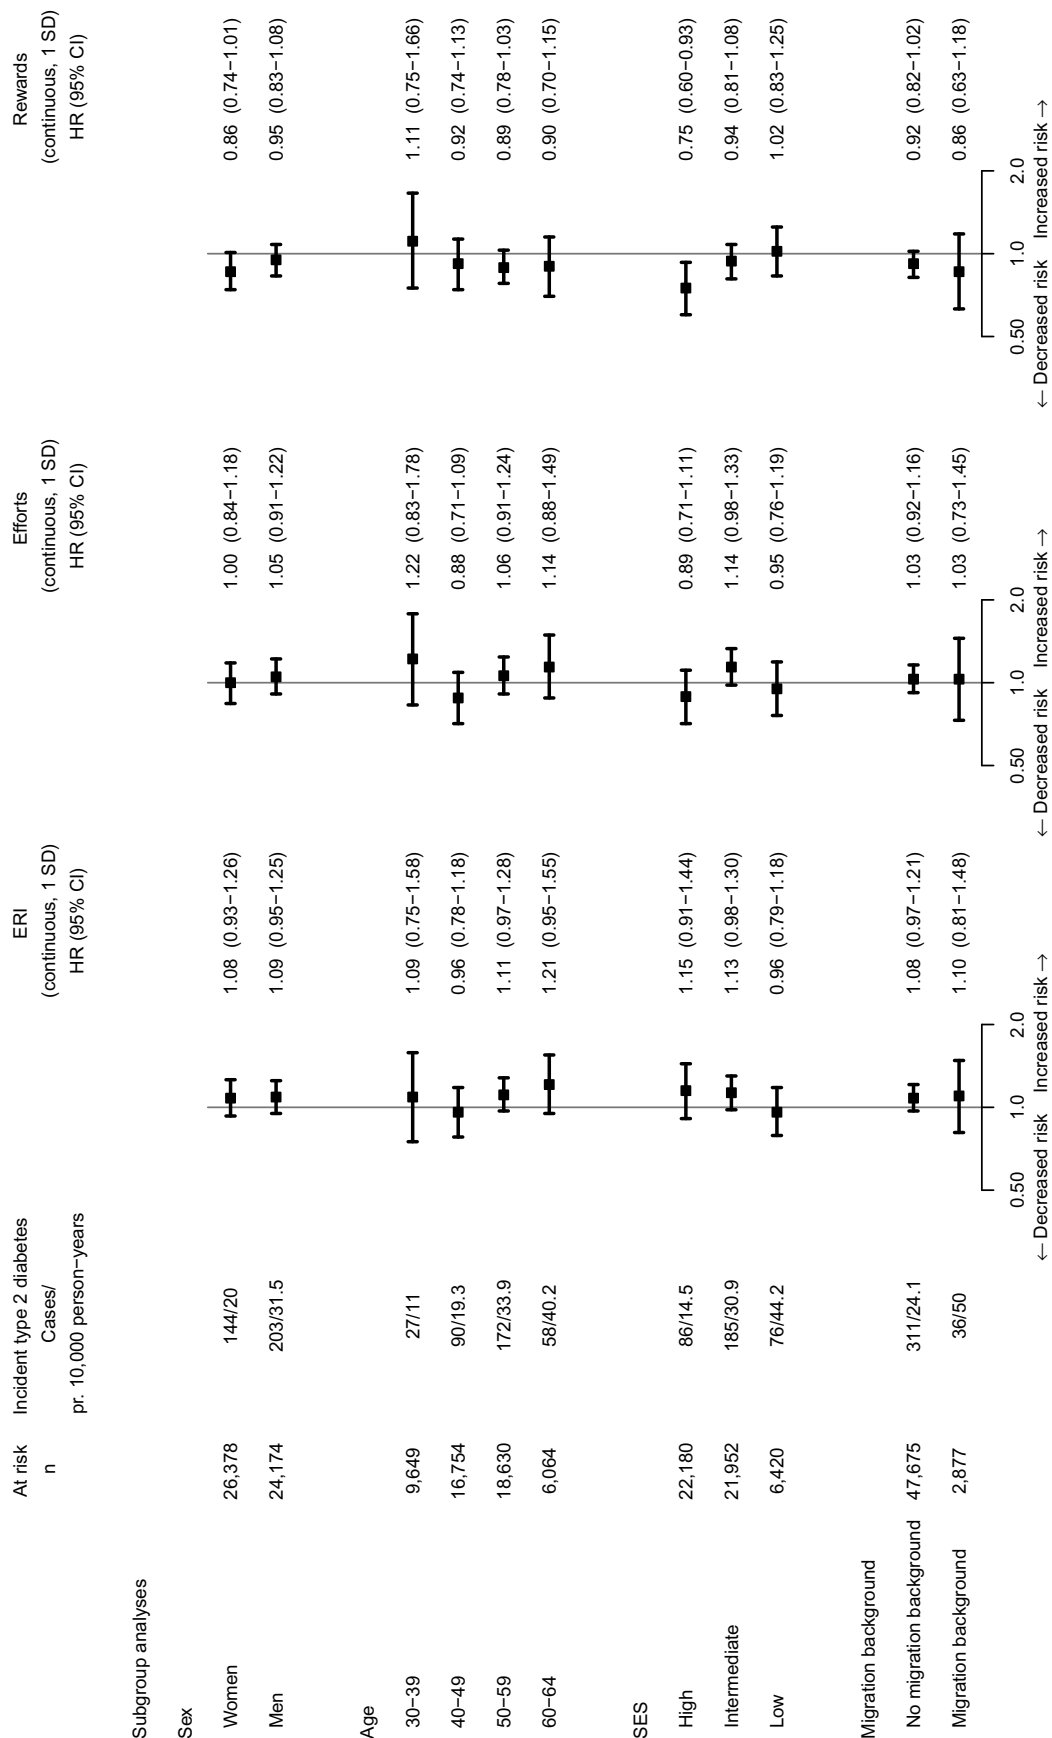 At risk Incident type 2 diabetes ERI Efforts Rewards
n Cases/ (continuous, 1 SD) (continuous, 1 SD) (continuous, 1 SD)
pr. 10,000 person−years HR (95% CI) HR (95% CI) HR (95% CI)
Subgroup analyses
Sex
Women 26,378 144/20 1.08 (0.93−1.26) 1.00 (0.84−1.18) 0.86 (0.74−1.01)
Men 24,174 203/31.5 1.09 (0.95−1.25) 1.05 (0.91−1.22) 0.95 (0.83−1.08)
Age
30−39 9,649 27/11 1.09 (0.75−1.58) 1.22 (0.83−1.78) 1.11 (0.75−1.66)
40−49 16,754 90/19.3 0.96 (0.78−1.18) 0.88 (0.71−1.09) 0.92 (0.74−1.13)
50−59 18,630 172/33.9 1.11 (0.97−1.28) 1.06 (0.91−1.24) 0.89 (0.78−1.03)
60−64 6,064 58/40.2 1.21 (0.95−1.55) 1.14 (0.88−1.49) 0.90 (0.70−1.15)
SES
High 22,180 86/14.5 1.15 (0.91−1.44) 0.89 (0.71−1.11) 0.75 (0.60−0.93)
Intermediate 21,952 185/30.9 1.13 (0.98−1.30) 1.14 (0.98−1.33) 0.94 (0.81−1.08)
Low 6,420 76/44.2 0.96 (0.79−1.18) 0.95 (0.76−1.19) 1.02 (0.83−1.25)
Migration background
No migration background 47,675 311/24.1 1.08 (0.97−1.21) 1.03 (0.92−1.16) 0.92 (0.82−1.02)
Migration background 2,877 36/50 1.10 (0.81−1.48) 1.03 (0.73−1.45) 0.86 (0.63−1.18)
0.50 1.0 2.0 0.50 1.0 2.0 0.50 1.0 2.0
← Decreased risk Increased risk → ← Decreased risk Increased risk → ← Decreased risk Increased risk →